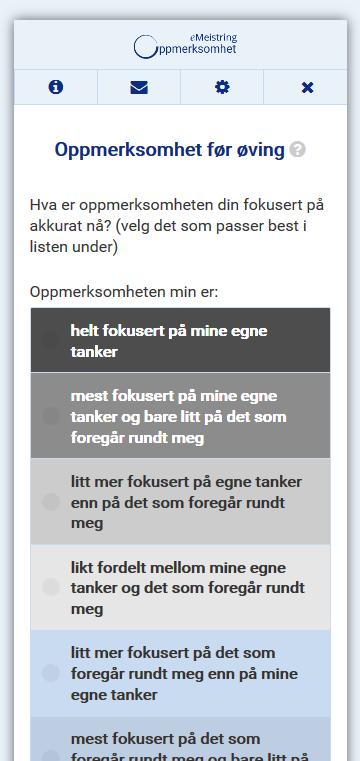 eMeistring
Oppmerksomhet
Oppmerksomhet før øving ?
Hva er oppmerksomheten din fokusert på
akkurat nå? (velg det som passer best i
listen under)
Oppmerksomheten min er:
helt fokusert på mine egne
tanker
mest fokusert på mine egne
tanker og bare litt på det som
foregår rundt meg
litt mer fokusert på egne tanker
enn på det som foregår rundt
meg
likt fordelt mellom mine egne
tanker og det som foregår rundt
meg
litt mer fokusert på det som
foregår rundt meg enn på mine
egne tanker
mest fokusert på det som
foregår rundt meg og bare litt på